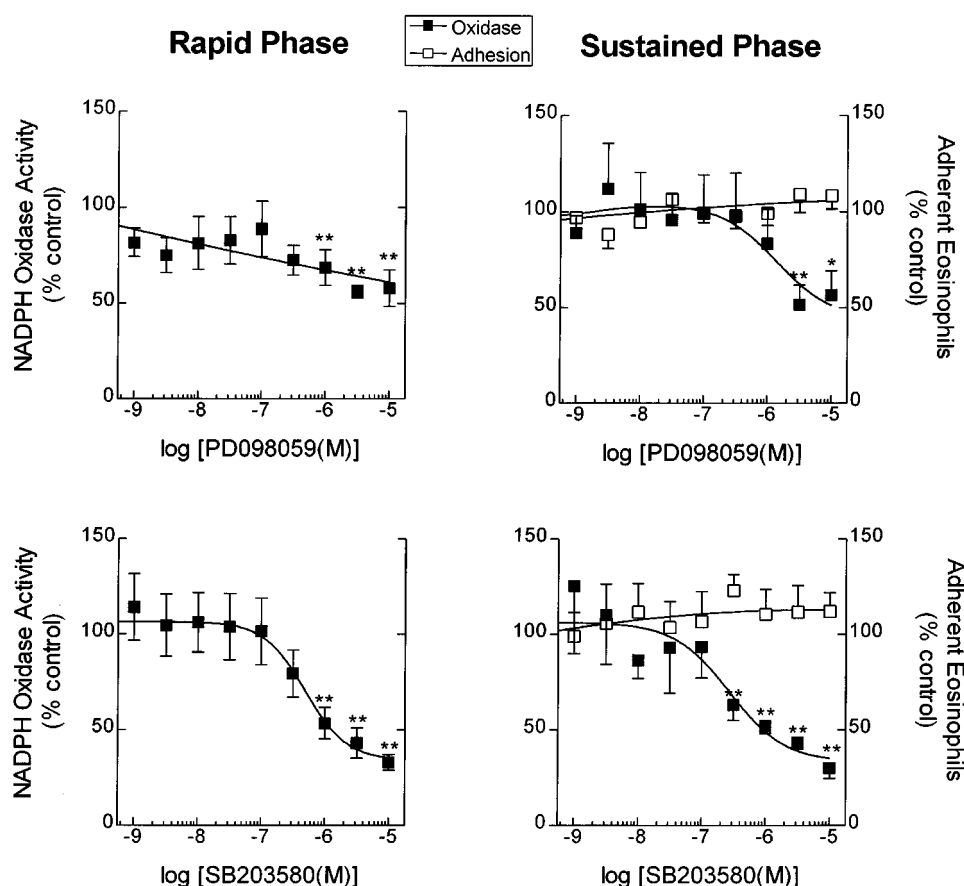 Rapid Phase
Oxidase
Adhesion
Sustained Phase
NADPH Oxidase Activity
(% control)
150
100
50
0
** ** **
-9 -8 -7 -6 -5
log [PD098059(M)]
150
100
50
0
** *
-9 -8 -7 -6 -5
log [PD098059(M)]
150
100
50
0
Adherent Eosinophils
(% control)
NADPH Oxidase Activity
(% control)
150
100
50
0
** ** **
-9 -8 -7 -6 -5
log [SB203580(M)]
150
100
50
0
** ** ** **
-9 -8 -7 -6 -5
log [SB203580(M)]
150
100
50
0
Adherent Eosinophils
(% control)